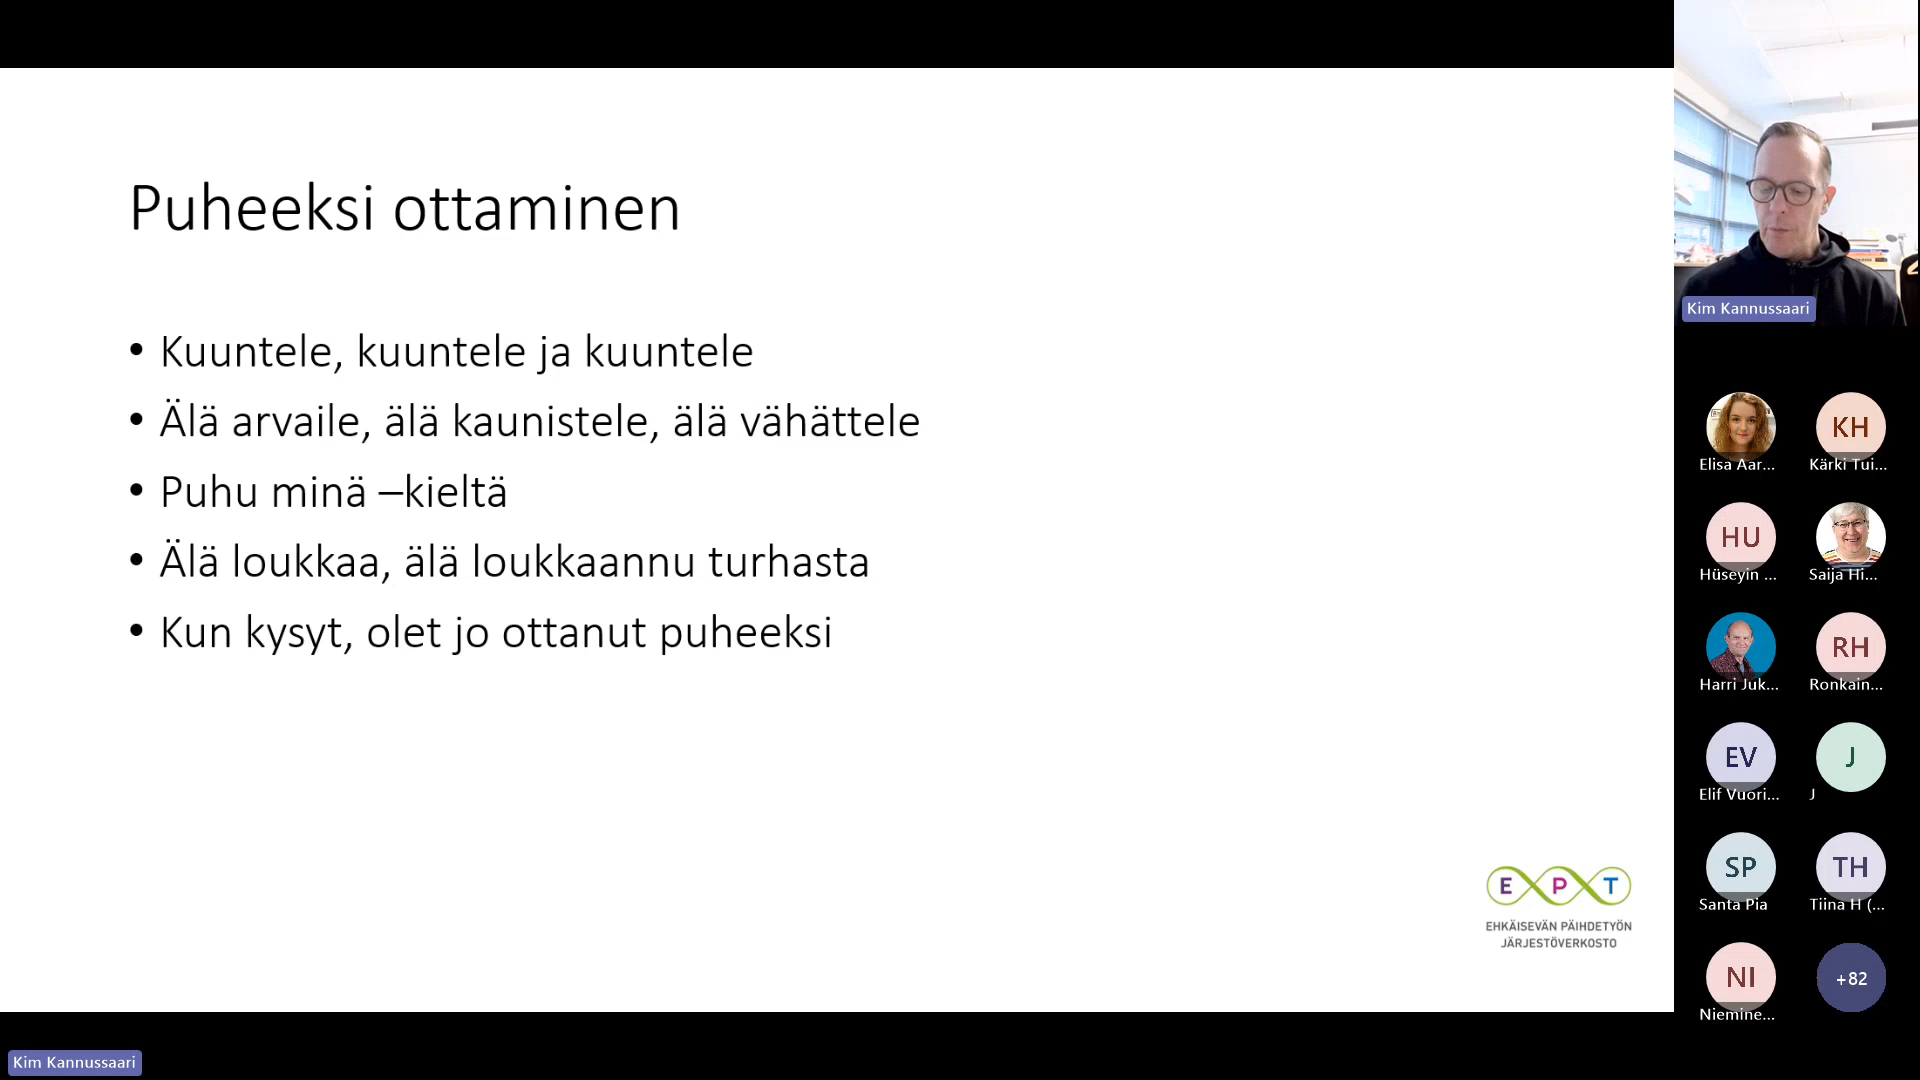 Puheeksi ottaminen
• Kuuntele, kuuntele ja kuuntele
• Älä arvaile, älä kaunistele, älä vähättele
• Puhu minä –kieltä
• Älä loukkaa, älä loukkaannu turhasta
• Kun kysyt, olet jo ottanut puheeksi
E P T
EHKÄISEVÄN PÄIHDETYÖN
JÄRJESTÖVERKOSTO
Kim Kannussaari
Kim Kannussaari
Elisa Aar...
KH
Kärki Tui...
HU
Hüseyin ...
Saija Hi...
Harri Juk...
RH
Ronkain...
EV
Elif Vuori...
J
J
SP
Santa Pia
TH
Tiina H (...
NI
Niemine...
+82